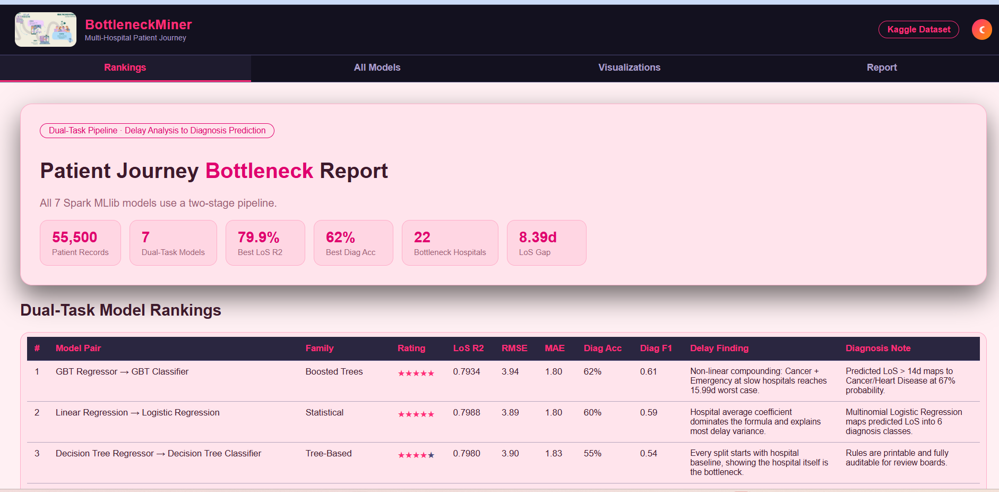 BottleneckMiner
Multi-Hospital Patient Journey
Kaggle Dataset
Rankings
All Models
Visualizations
Report
Dual-Task Pipeline · Delay Analysis to Diagnosis Prediction
Patient Journey Bottleneck Report
All 7 Spark MLlib models use a two-stage pipeline.
55,500
Patient Records
7
Dual-Task Models
79.9%
Best LoS R2
62%
Best Diag Acc
22
Bottleneck Hospitals
8.39d
LoS Gap
Dual-Task Model Rankings
# Model Pair Family Rating LoS R2 RMSE MAE Diag Acc Diag F1 Delay Finding Diagnosis Note
1 GBT Regressor → GBT Classifier Boosted Trees ★★★★★ 0.7934 3.94 1.80 62% 0.61
Non-linear compounding: Cancer +
Emergency at slow hospitals reaches
15.99d worst case.
Predicted LoS > 14d maps to
Cancer/Heart Disease at 67%
probability.
2 Linear Regression → Logistic Regression Statistical ★★★★★ 0.7988 3.89 1.80 60% 0.59
Hospital average coefficient
dominates the formula and explains
most delay variance.
Multinomial Logistic Regression
maps predicted LoS into 6
diagnosis classes.
3 Decision Tree Regressor → Decision Tree Classifier Tree-Based ★★★★★ 0.7980 3.90 1.83 55% 0.54
Every split starts with hospital
baseline, showing the hospital itself is
the bottleneck.
Rules are printable and fully
auditable for review boards.